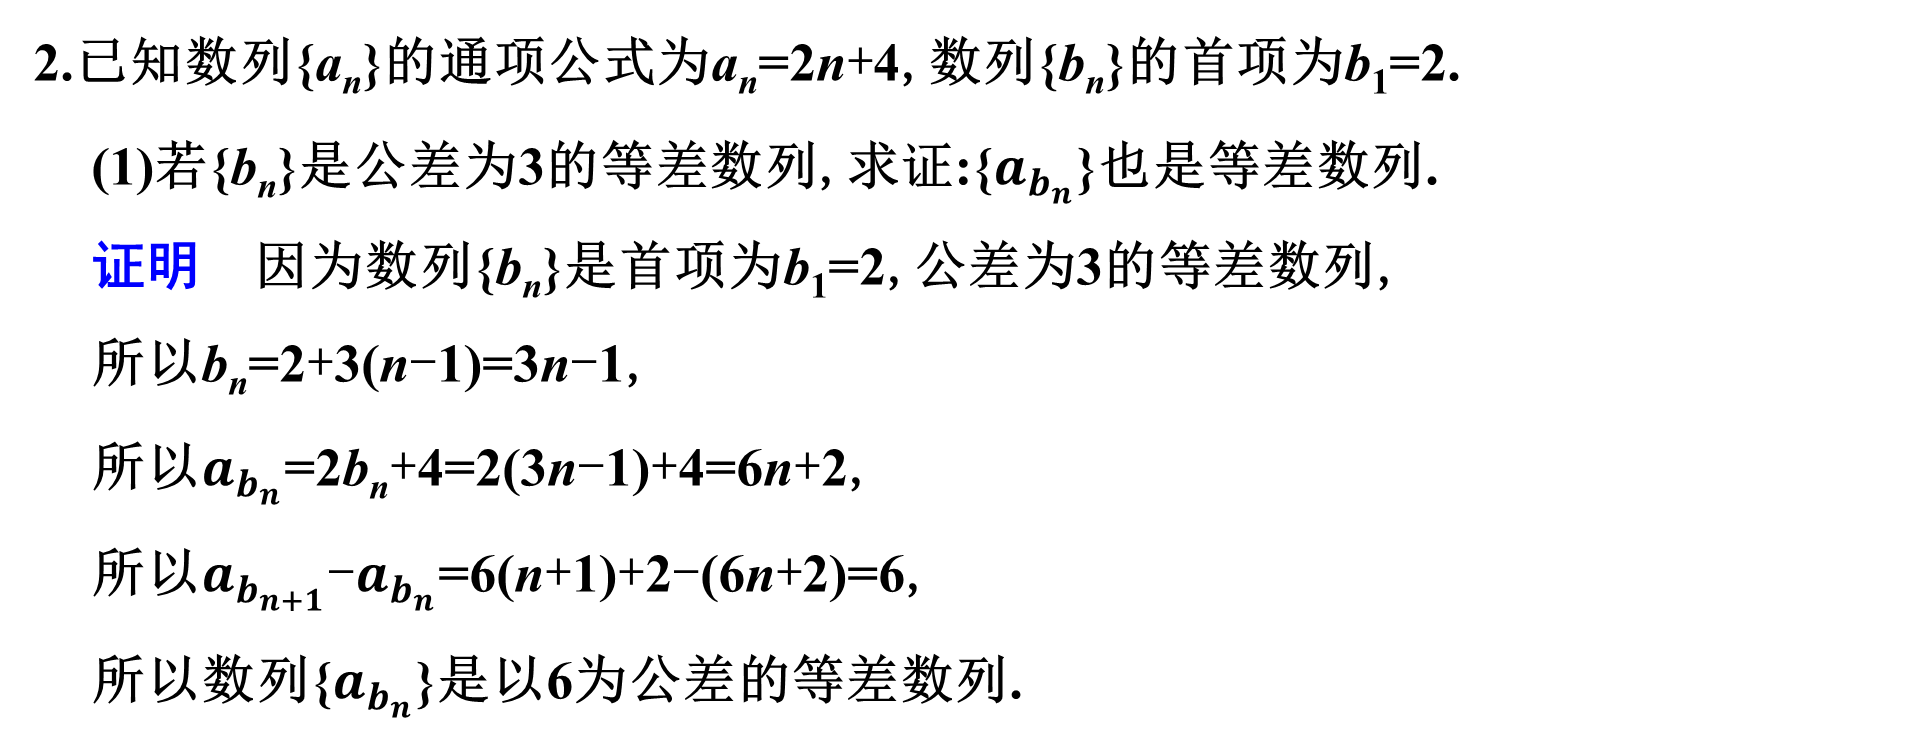 2.已知数列{aₙ}的通项公式为aₙ=2n+4, 数列{bₙ}的首项为b₁=2.
(1)若{bₙ}是公差为3的等差数列, 求证:{a_{b_n}}也是等差数列.
证明 因为数列{bₙ}是首项为b₁=2, 公差为3的等差数列,
所以bₙ=2+3(n−1)=3n−1,
所以a_{b_n}=2bₙ+4=2(3n−1)+4=6n+2,
所以a_{b_{n+1}}−a_{b_n}=6(n+1)+2−(6n+2)=6,
所以数列{a_{b_n}}是以6为公差的等差数列.